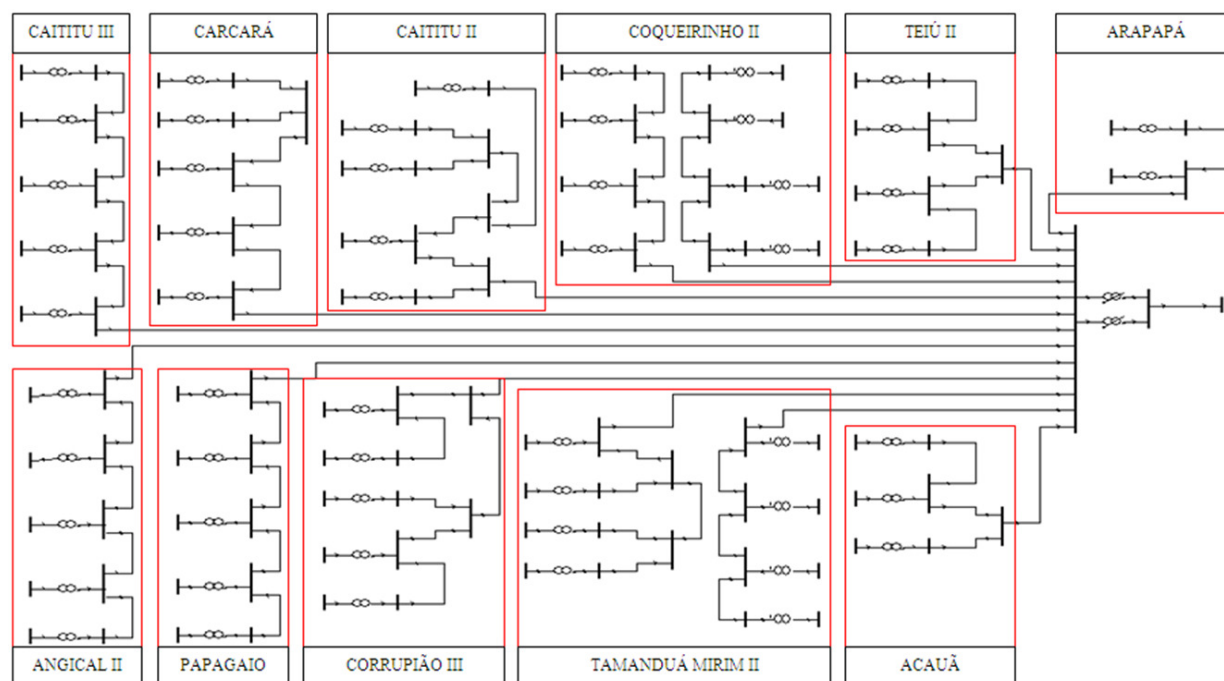 CAITITU III
CARCARÁ
CAITITU II
COQUEIRINHO II
TEIÚ II
ARAPAPÁ
ANGICAL II
PAPAGAIO
CORRUPIÃO III
TAMANDUÁ MIRIM II
ACAUÃ